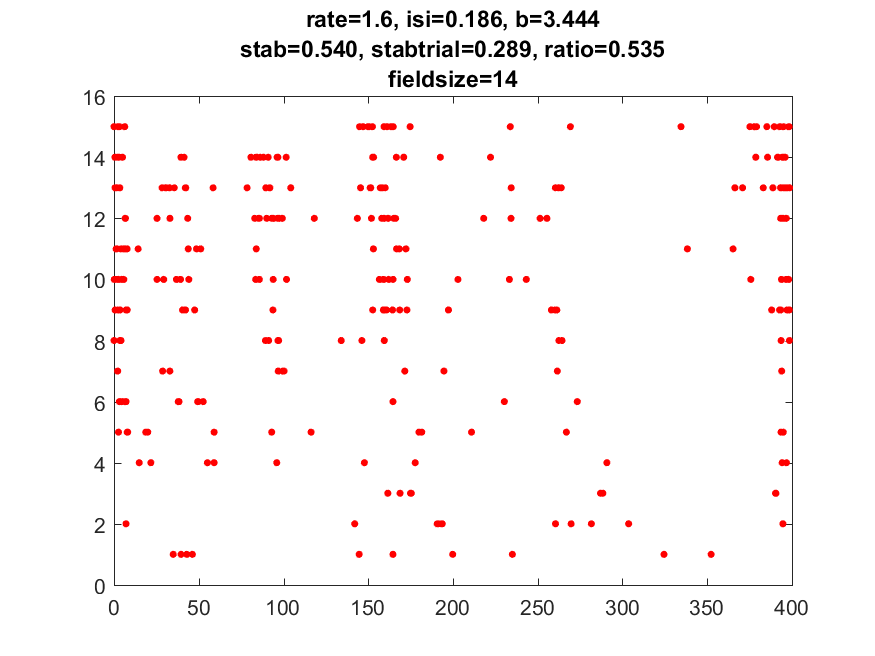 rate=1.6, isi=0.186, b=3.444
stab=0.540, stabtrial=0.289, ratio=0.535
fieldsize=14
16
14
12
10
8
6
4
2
0
0 50 100 150 200 250 300 350 400